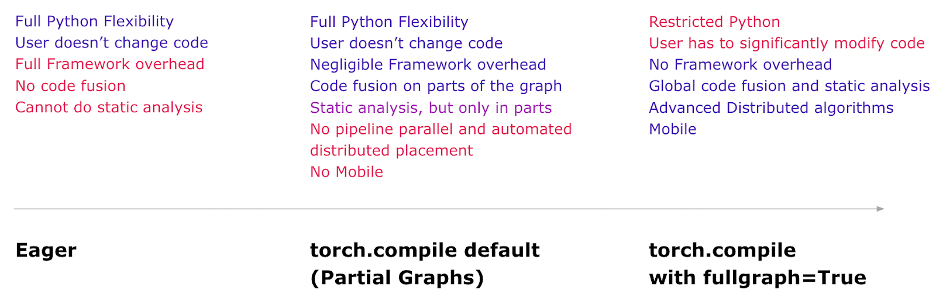 Full Python Flexibility
User doesn’t change code
Full Framework overhead
No code fusion
Cannot do static analysis
Full Python Flexibility
User doesn’t change code
Negligible Framework overhead
Code fusion on parts of the graph
Static analysis, but only in parts
No pipeline parallel and automated
distributed placement
No Mobile
Restricted Python
User has to significantly modify code
No Framework overhead
Global code fusion and static analysis
Advanced Distributed algorithms
Mobile
Eager
torch.compile default
(Partial Graphs)
torch.compile
with fullgraph=True